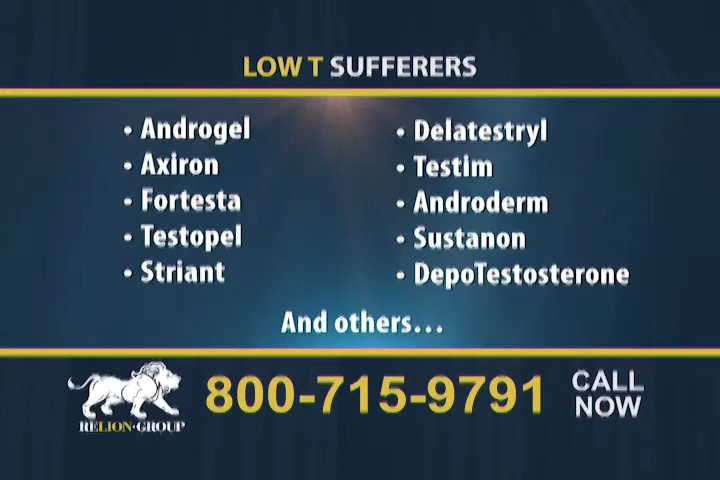 LOW T SUFFERERS
• Androgel
• Axiron
• Fortesta
• Testopel
• Striant
• Delatestryl
• Testim
• Androderm
• Sustanon
• DepoTestosterone
And others...
RELION·GROUP
800-715-9791
CALL
NOW